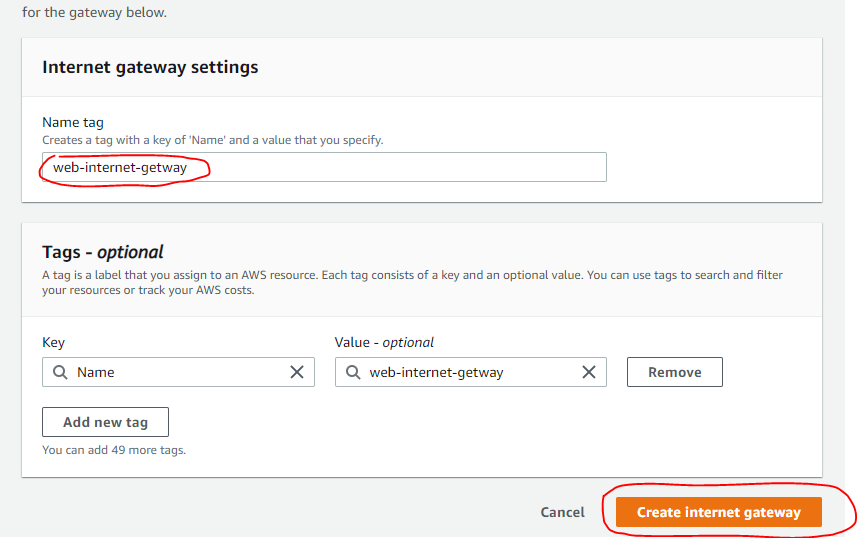 for the gateway below.
Internet gateway settings
Name tag
Creates a tag with a key of 'Name' and a value that you specify.
web-internet-getway
Tags - optional
A tag is a label that you assign to an AWS resource. Each tag consists of a key and an optional value. You can use tags to search and filter
your resources or track your AWS costs.
Key
Value - optional
Name
web-internet-getway
Remove
Add new tag
You can add 49 more tags.
Cancel
Create internet gateway